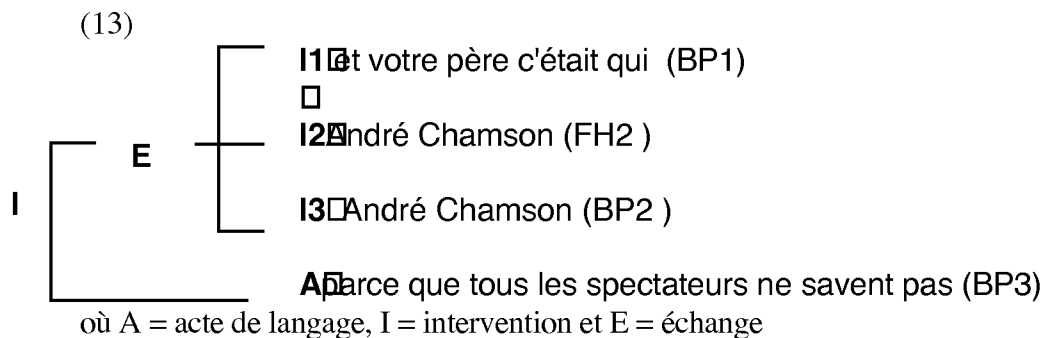 (13)
I1 et votre père c'était qui (BP1)
I2 André Chamson (FH2 )
E
I
I3 André Chamson (BP2 )
A parce que tous les spectateurs ne savent pas (BP3)
où A = acte de langage, I = intervention et E = échange